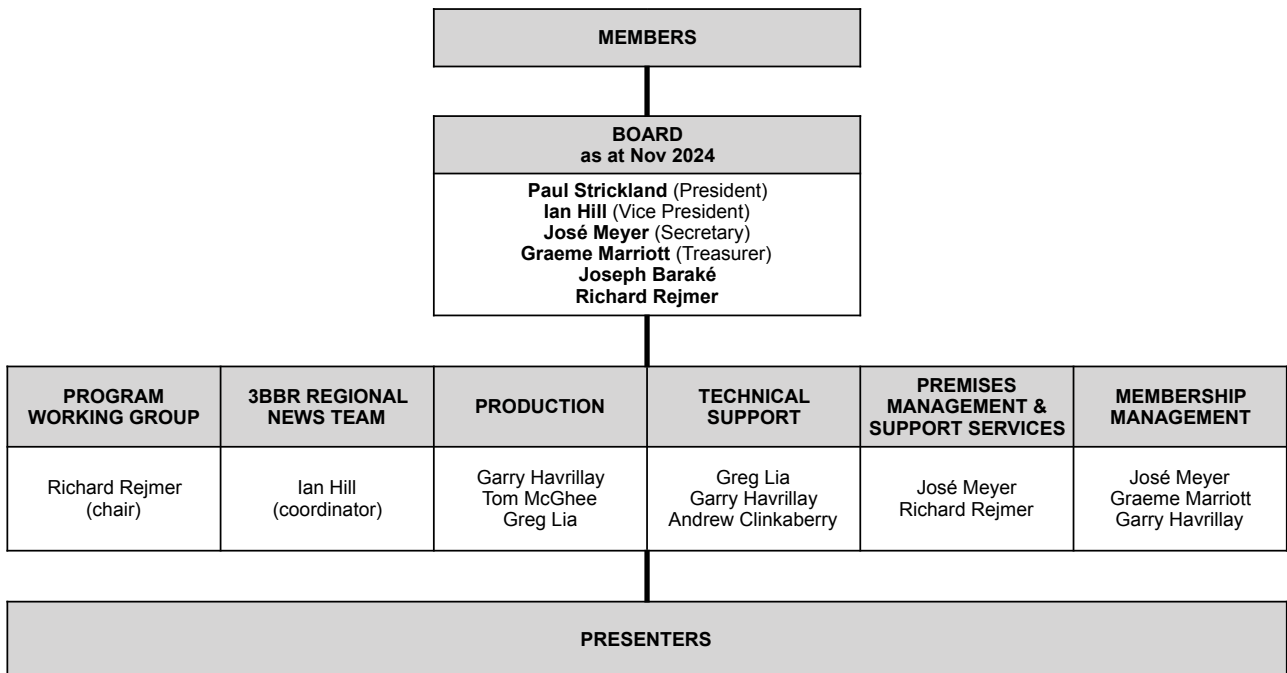 MEMBERS
BOARD
as at Nov 2024
Paul Strickland (President)
Ian Hill (Vice President)
José Meyer (Secretary)
Graeme Marriott (Treasurer)
Joseph Baraké
Richard Rejmer
PROGRAM
WORKING GROUP
Richard Rejmer
(chair)
3BBR REGIONAL
NEWS TEAM
Ian Hill
(coordinator)
PRODUCTION
Garry Havrillay
Tom McGhee
Greg Lia
TECHNICAL
SUPPORT
Greg Lia
Garry Havrillay
Andrew Clinkaberry
PREMISES
MANAGEMENT &
SUPPORT SERVICES
José Meyer
Richard Rejmer
MEMBERSHIP
MANAGEMENT
José Meyer
Graeme Marriott
Garry Havrillay
PRESENTERS